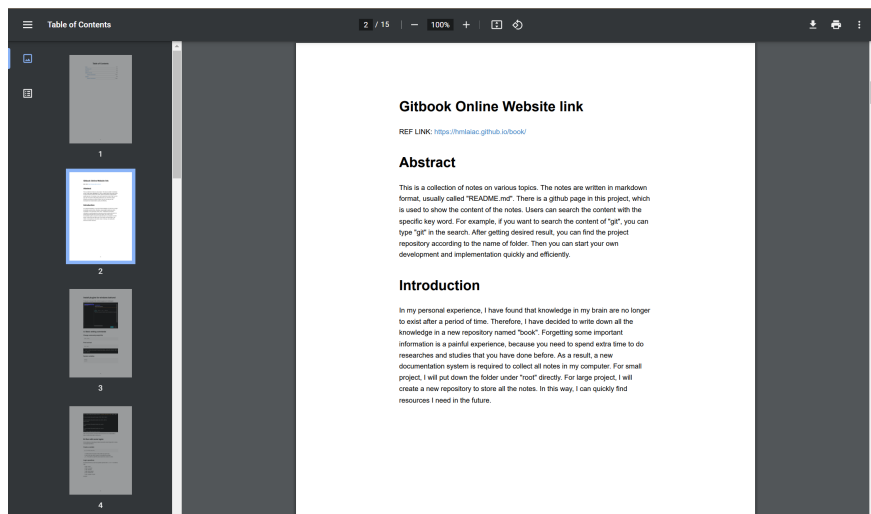 Table of Contents
2 / 15
100%
1
2
3
4
Gitbook Online Website link
REF LINK: https://hmlaiac.github.io/book/
Abstract
This is a collection of notes on various topics. The notes are written in markdown
format, usually called "README.md". There is a github page in this project, which
is used to show the content of the notes. Users can search the content with the
specific key word. For example, if you want to search the content of "git", you can
type "git" in the search. After getting desired result, you can find the project
repository according to the name of folder. Then you can start your own
development and implementation quickly and efficiently.
Introduction
In my personal experience, I have found that knowledge in my brain are no longer
to exist after a period of time. Therefore, I have decided to write down all the
knowledge in a new repository named "book". Forgetting some important
information is a painful experience, because you need to spend extra time to do
researches and studies that you have done before. As a result, a new
documentation system is required to collect all notes in my computer. For small
project, I will put down the folder under "root" directly. For large project, I will
create a new repository to store all the notes. In this way, I can quickly find
resources I need in the future.